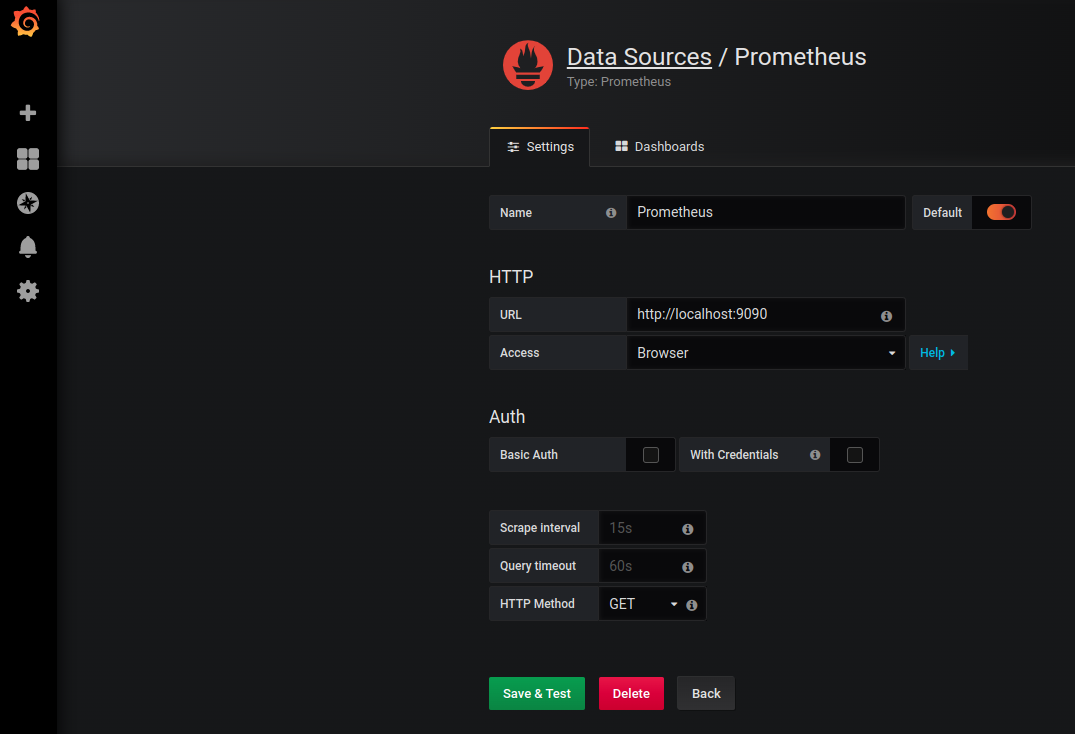 Data Sources / Prometheus
Type: Prometheus
Settings
Dashboards
Name
Prometheus
Default
HTTP
URL
http://localhost:9090
Access
Browser
Help
Auth
Basic Auth
With Credentials
Scrape interval
15s
Query timeout
60s
HTTP Method
GET
Save & Test
Delete
Back